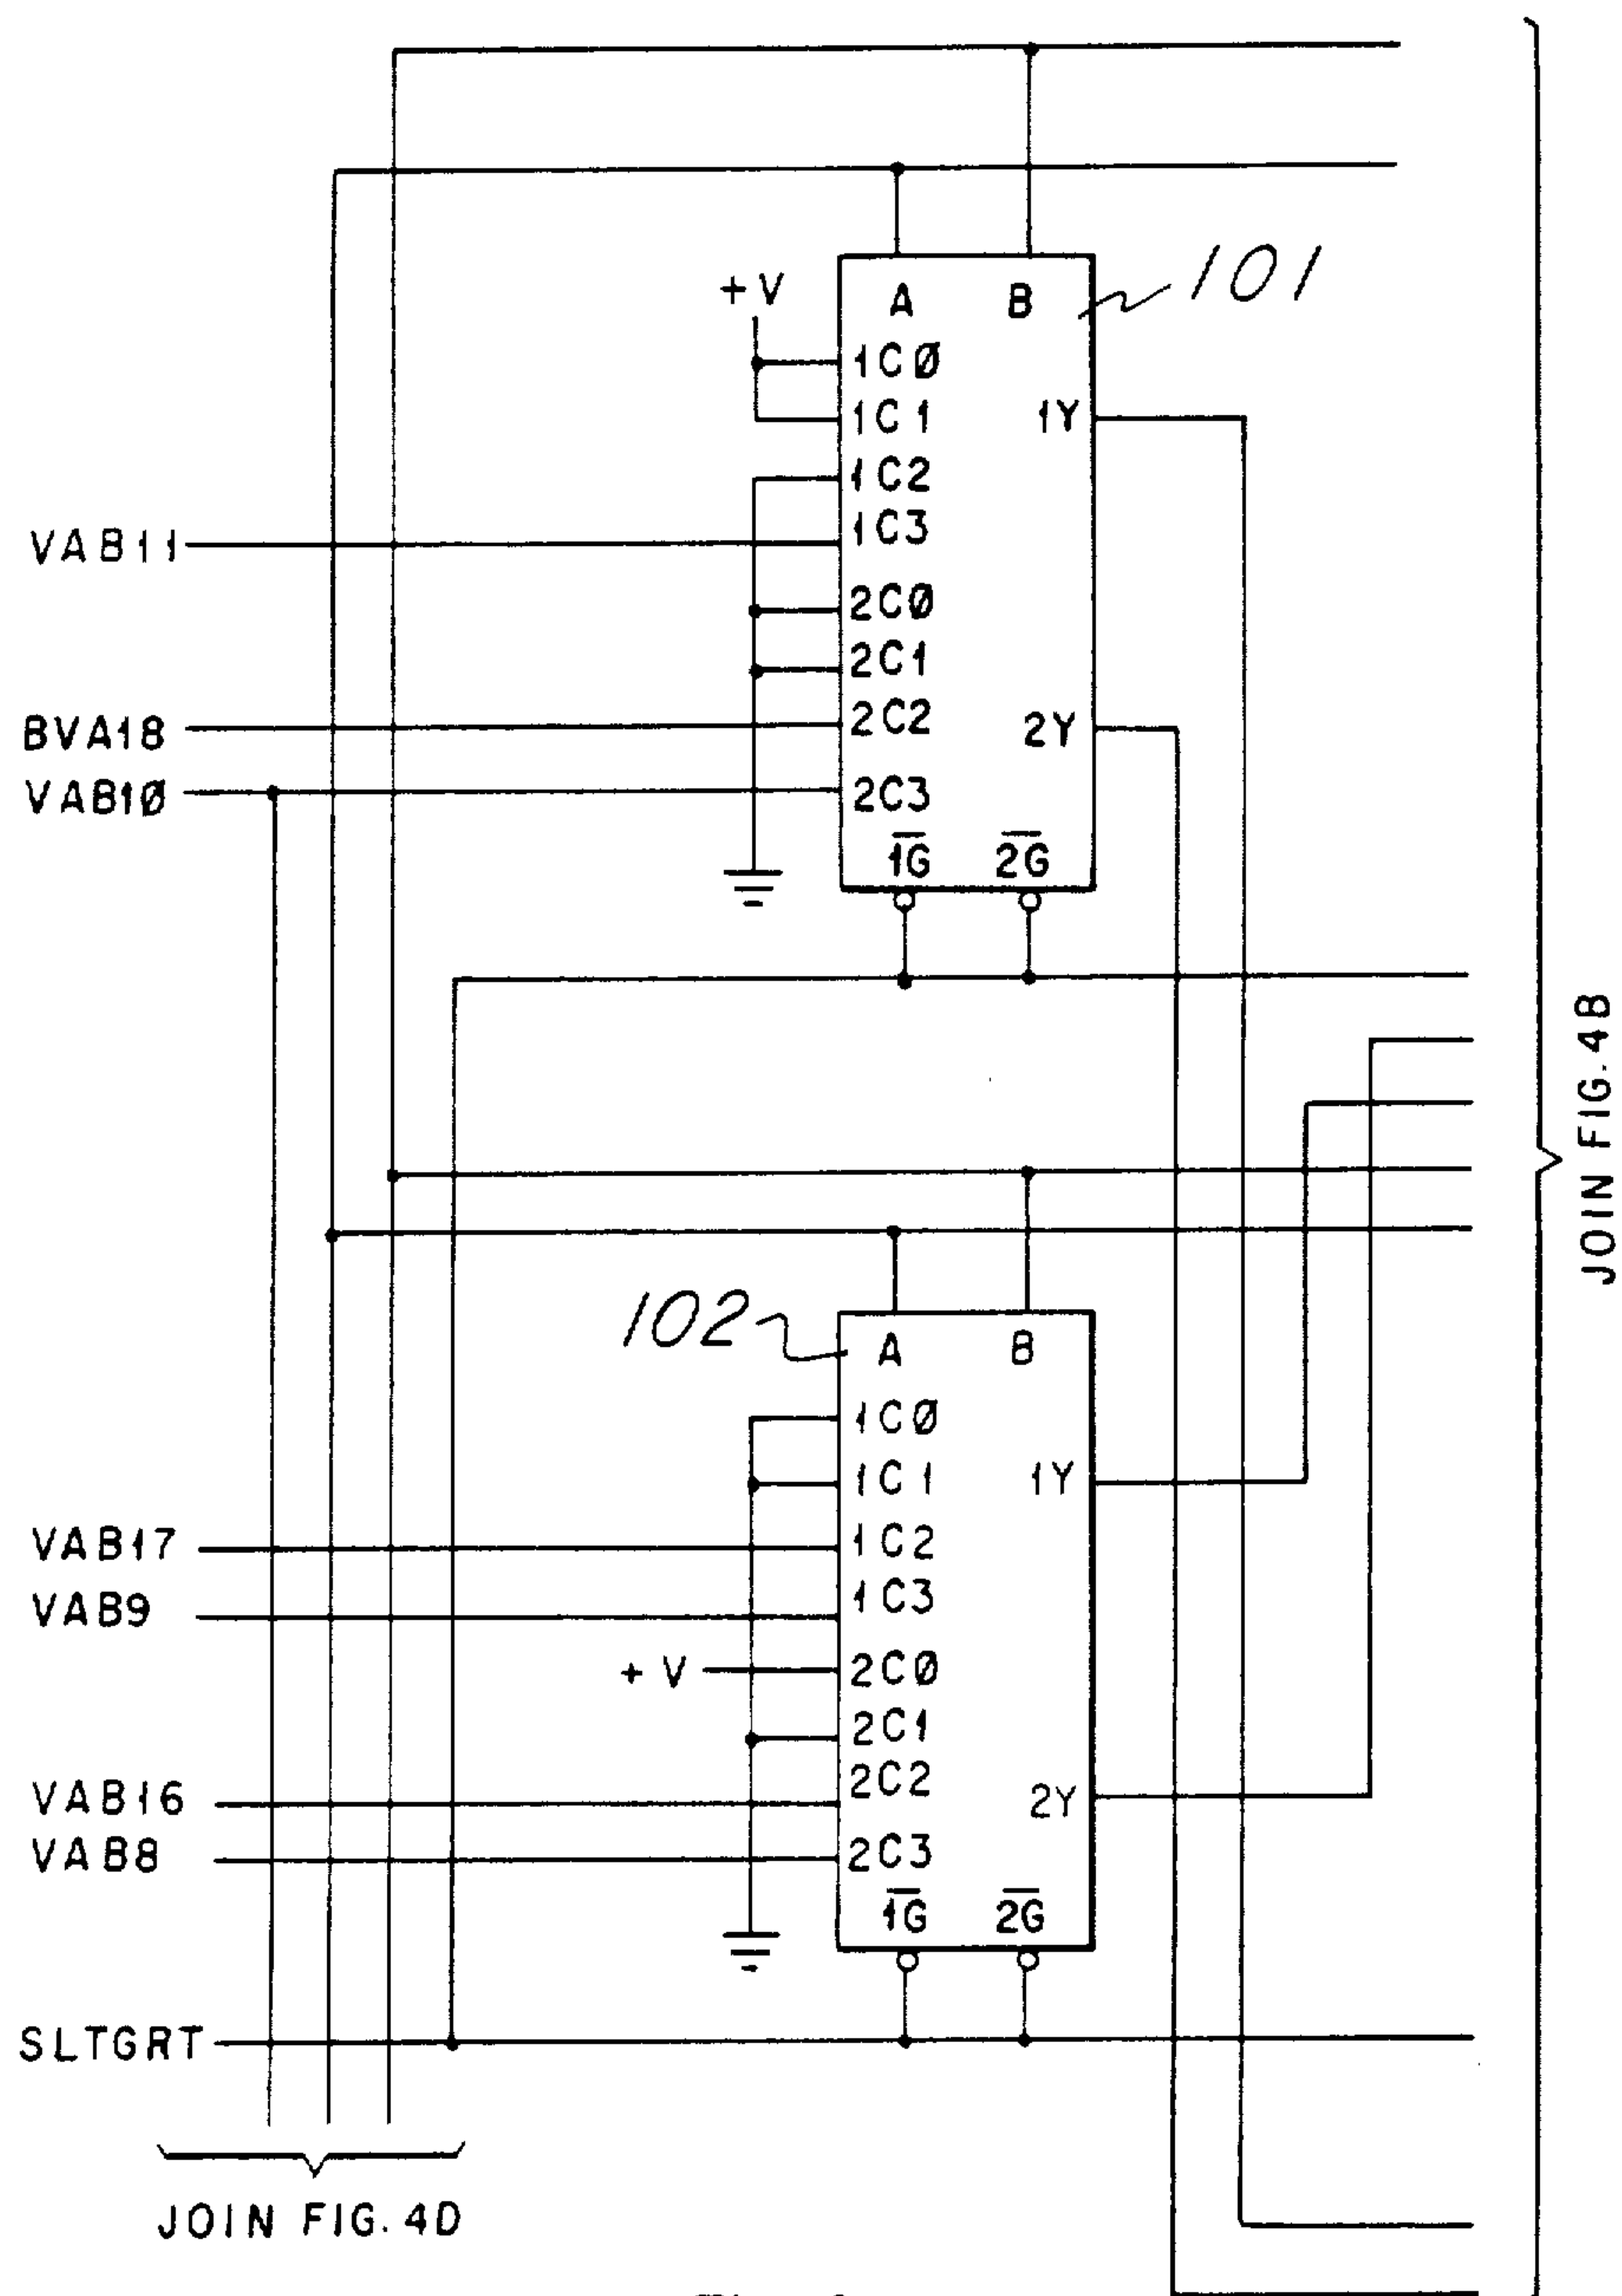 A B
101
+V
1CØ
1C1
1Y
1C2
VAB11
1C3
2CØ
2C1
BVA18
2C2
2Y
VAB1Ø
2C3
1G 2G
JOIN FIG. 4B
102
A B
1CØ
1C1
1Y
VAB17
1C2
VAB9
1C3
+V
2CØ
2C1
VAB16
2C2
2Y
VAB8
2C3
1G 2G
SLTGRT
JOIN FIG. 4D